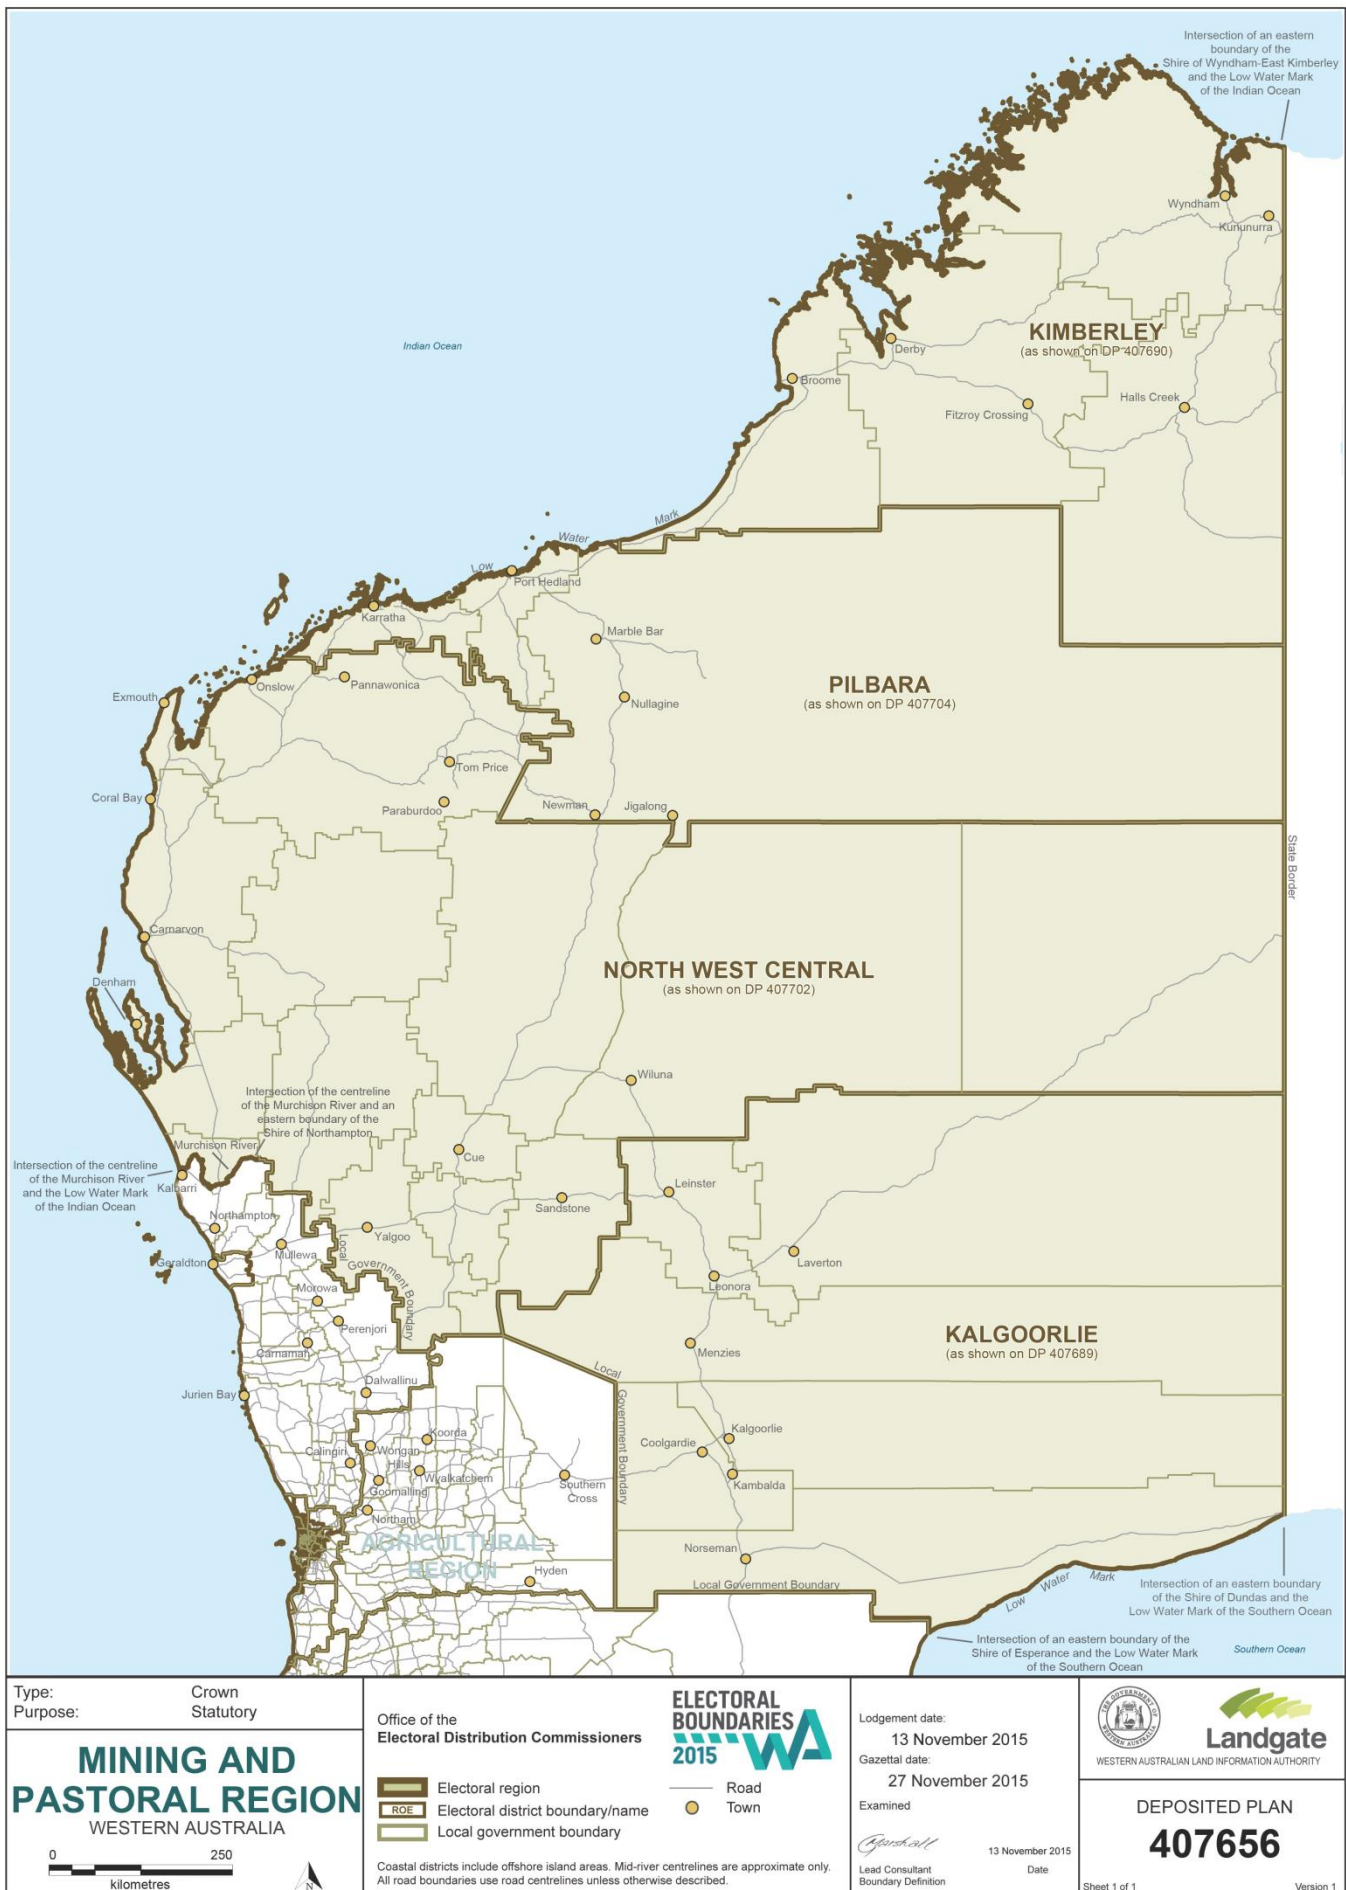 Intersection of an eastern
boundary of the
Shire of Wyndham-East Kimberley
and the Low Water Mark
of the Indian Ocean
Wyndham
Kununurra
Indian Ocean
KIMBERLEY
(as shown on DP 407690)
Derby
Broome
Fitzroy Crossing
Halls Creek
Low Water Mark
Port Hedland
Karratha
Marble Bar
Exmouth
Onslow
Pannawonica
Nullagine
PILBARA
(as shown on DP 407704)
Tom Price
Coral Bay
Paraburdoo
Newman
Jigalong
State Border
Carnarvon
NORTH WEST CENTRAL
(as shown on DP 407702)
Denham
Wiluna
Intersection of the centreline
of the Murchison River and an
eastern boundary of the
Shire of Northampton
Murchison River
Cue
Intersection of the centreline
of the Murchison River
and the Low Water Mark
of the Indian Ocean
Kalbarri
Leinster
Sandstone
Northampton
Yalgoo
Mullewa
Local Government Boundary
Laverton
Geraldton
Leonora
Morowa
Perenjori
KALGOORLIE
(as shown on DP 407689)
Carnamah
Menzies
Local Government Boundary
Dalwallinu
Jurien Bay
Koorda
Kalgoorlie
Coolgardie
Calingiri
Wongan
Hills
Wyalkatchem
Southern
Cross
Kambalda
Goomalling
Northam
AGRICULTURAL
REGION
Norseman
Hyden
Local Government Boundary
Low Water Mark
Intersection of an eastern boundary
of the Shire of Dundas and the
Low Water Mark of the Southern Ocean
Intersection of an eastern boundary of the
Shire of Esperance and the Low Water Mark
of the Southern Ocean
Southern Ocean
Type: Crown
Purpose: Statutory
MINING AND
PASTORAL REGION
WESTERN AUSTRALIA
0 250
kilometres
N
Office of the
Electoral Distribution Commissioners
ELECTORAL
BOUNDARIES
2015 WA
Electoral region
ROE Electoral district boundary/name
Local government boundary
Road
Town
Coastal districts include offshore island areas. Mid-river centrelines are approximate only.
All road boundaries use road centrelines unless otherwise described.
Lodgement date:
13 November 2015
Gazettal date:
27 November 2015
Examined
CMarshall
13 November 2015
Lead Consultant
Boundary Definition
Date
THE GOVERNMENT OF
WESTERN AUSTRALIA
Landgate
WESTERN AUSTRALIAN LAND INFORMATION AUTHORITY
DEPOSITED PLAN
407656
Sheet 1 of 1
Version 1